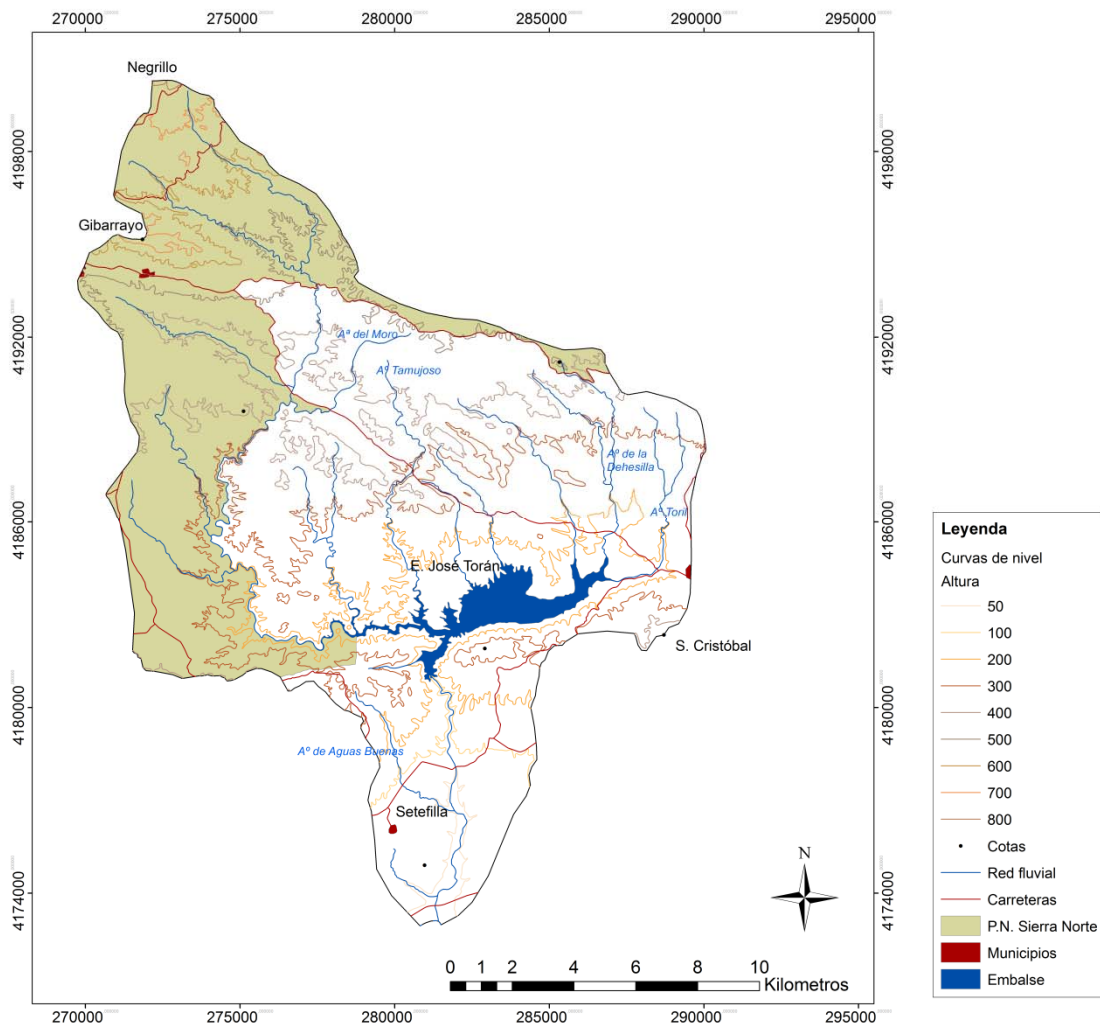 270000 275000 280000 285000 290000 295000
Negrillo
4198000 4198000
Gibarrayo
4192000 4192000
Aª del Moro
Aº Tamujoso
Aº de la
Dehesilla
4186000 4186000
Aº Toril
E. José Torán
S. Cristóbal
4180000 4180000
Aº de Aguas Buenas
Setefilla
4174000 4174000
N
0 1 2 4 6 8 10
Kilometros
270000 275000 280000 285000 290000 295000
Leyenda
Curvas de nivel
Altura
50
100
200
300
400
500
600
700
800
Cotas
Red fluvial
Carreteras
P.N. Sierra Norte
Municipios
Embalse